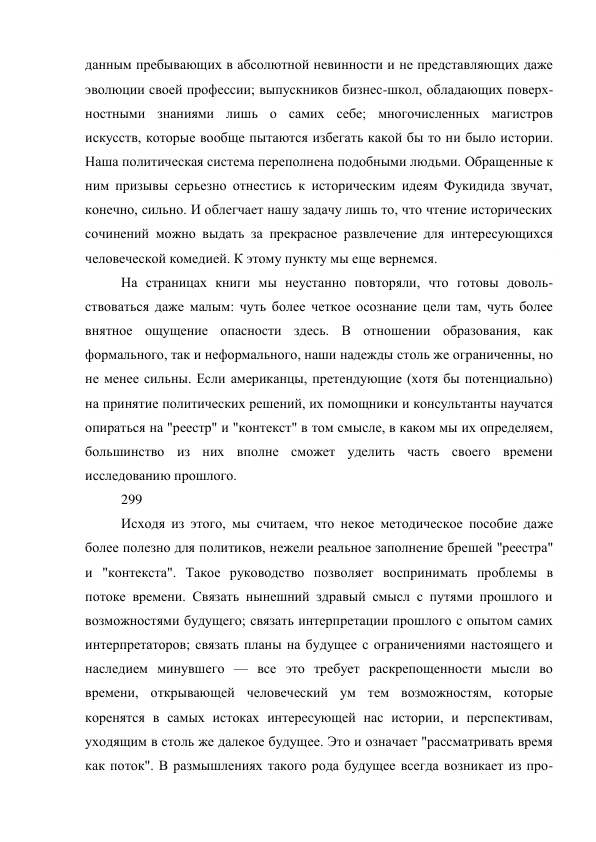 данным пребывающих в абсолютной невинности и не представляющих даже
эволюции своей профессии; выпускников бизнес-школ, обладающих поверх-
ностными знаниями лишь о самих себе; многочисленных магистров
искусств, которые вообще пытаются избегать какой бы то ни было истории.
Наша политическая система переполнена подобными людьми. Обращенные к
ним призывы серьезно отнестись к историческим идеям Фукидида звучат,
конечно, сильно. И облегчает нашу задачу лишь то, что чтение исторических
сочинений можно выдать за прекрасное развлечение для интересующихся
человеческой комедией. К этому пункту мы еще вернемся.
На страницах книги мы неустанно повторяли, что готовы доволь-
ствоваться даже малым: чуть более четкое осознание цели там, чуть более
внятное ощущение опасности здесь. В отношении образования, как
формального, так и неформального, наши надежды столь же ограниченны, но
не менее сильны. Если американцы, претендующие (хотя бы потенциально)
на принятие политических решений, их помощники и консультанты научатся
опираться на "реестр" и "контекст" в том смысле, в каком мы их определяем,
большинство из них вполне сможет уделить часть своего времени
исследованию прошлого.
299
Исходя из этого, мы считаем, что некое методическое пособие даже
более полезно для политиков, нежели реальное заполнение брешей "реестра"
и "контекста". Такое руководство позволяет воспринимать проблемы в
потоке времени. Связать нынешний здравый смысл с путями прошлого и
возможностями будущего; связать интерпретации прошлого с опытом самих
интерпретаторов; связать планы на будущее с ограничениями настоящего и
наследием минувшего — все это требует раскрепощенности мысли во
времени, открывающей человеческий ум тем возможностям, которые
коренятся в самых истоках интересующей нас истории, и перспективам,
уходящим в столь же далекое будущее. Это и означает "рассматривать время
как поток". В размышлениях такого рода будущее всегда возникает из про-